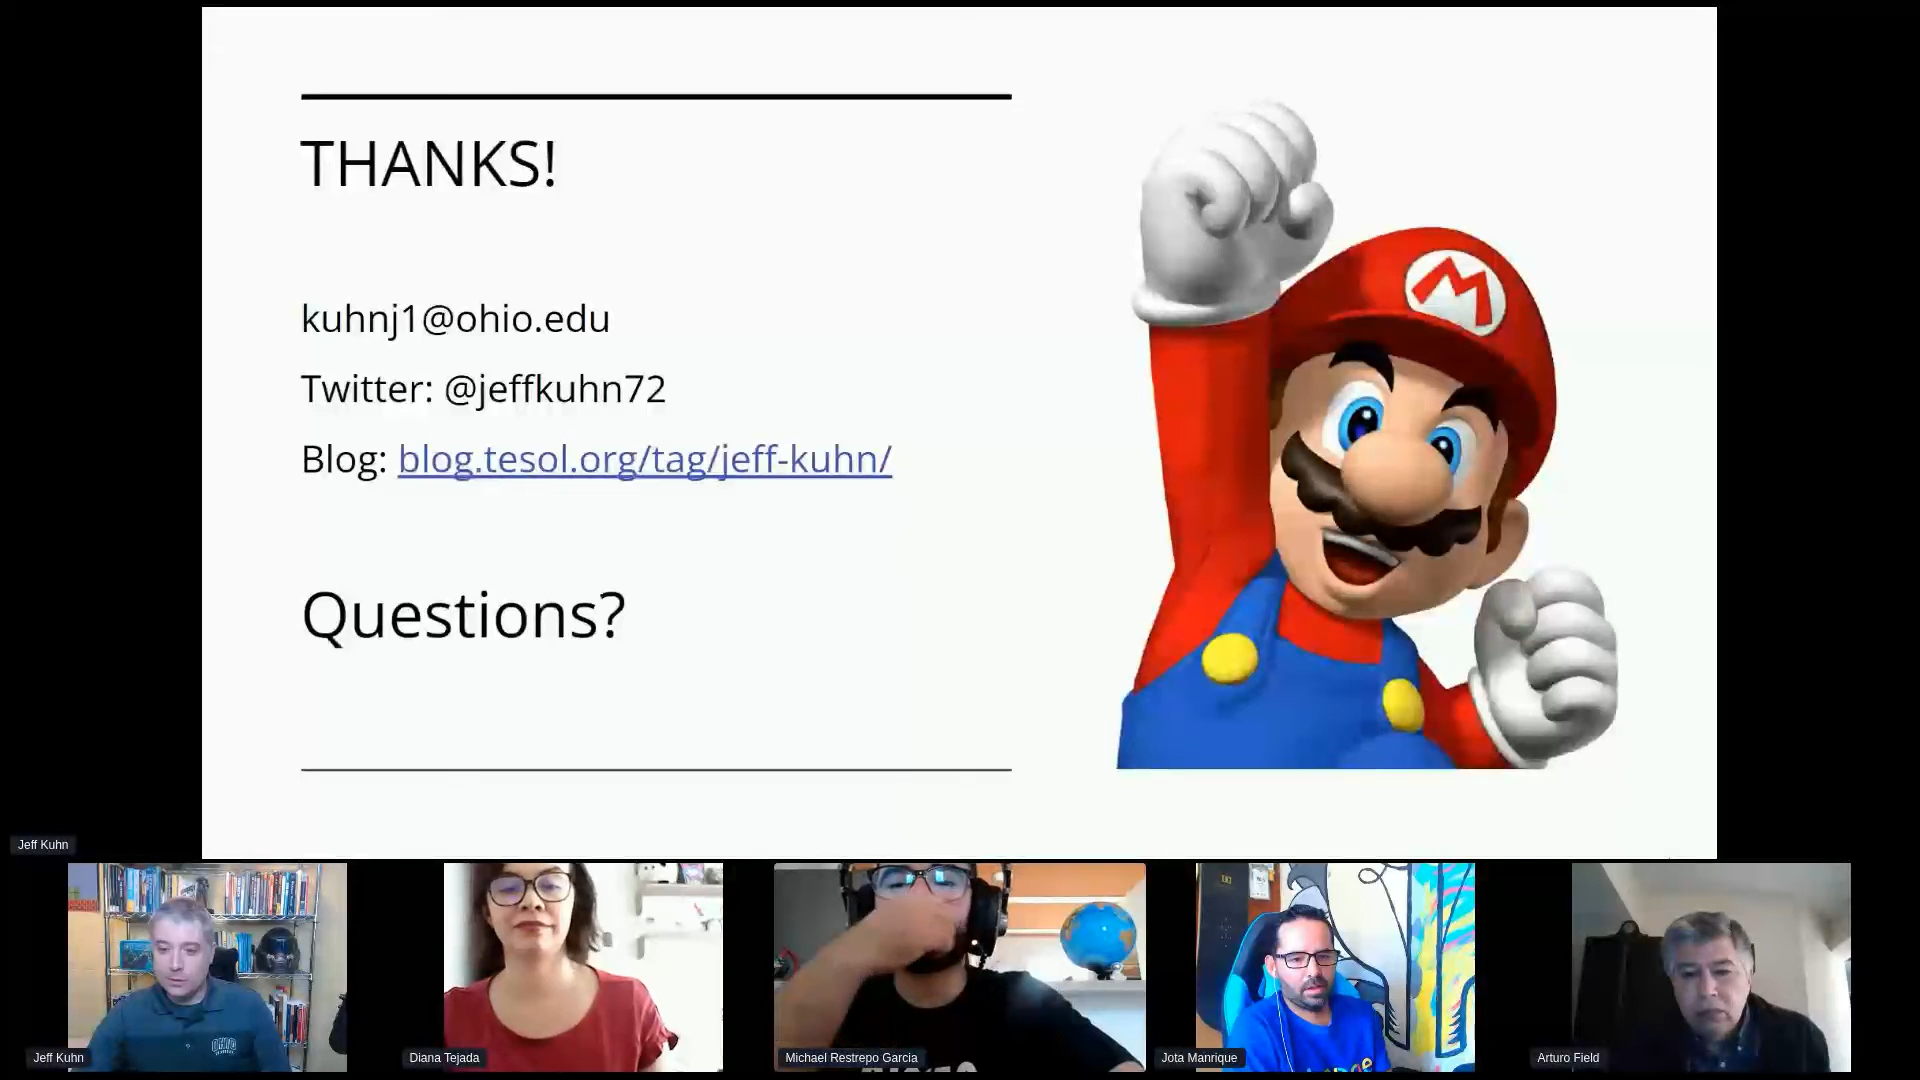 THANKS!
kuhnj1@ohio.edu
Twitter: @jeffkuhn72
Blog: blog.tesol.org/tag/jeff-kuhn/
Questions?
M
Jeff Kuhn
OHIO
Jeff Kuhn
Diana Tejada
Michael Restrepo Garcia
Jota Manrique
Arturo Field